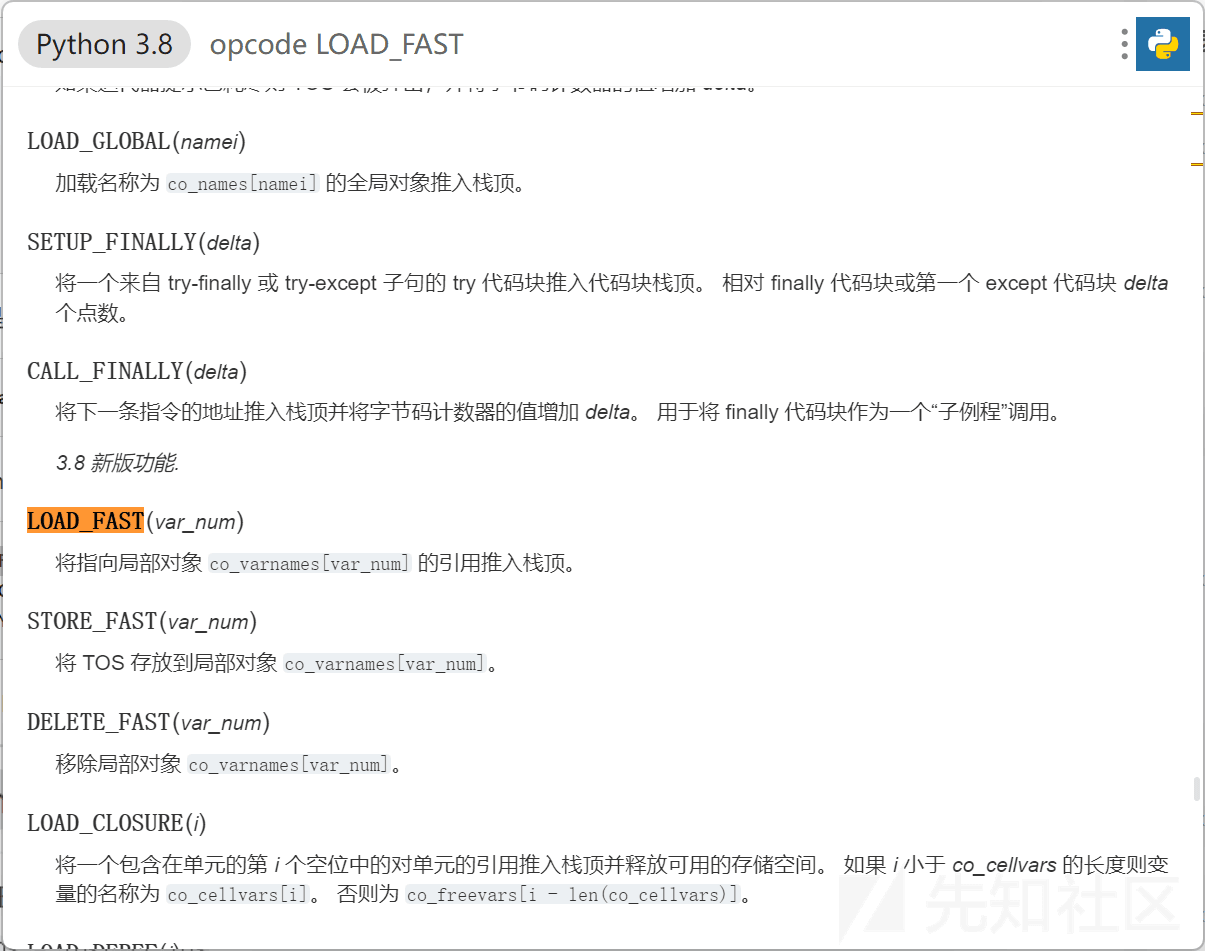 Python 3.8 opcode LOAD_FAST
LOAD_GLOBAL(namei)
加载名称为 co_names[namei] 的全局对象推入栈顶。
SETUP_FINALLY(delta)
将一个来自 try-finally 或 try-except 子句的 try 代码块推入代码块栈顶。 相对 finally 代码块或第一个 except 代码块 delta
个点数。
CALL_FINALLY(delta)
将下一条指令的地址推入栈顶并将字节码计数器的值增加 delta。 用于将 finally 代码块作为一个“子例程”调用。
3.8 新版功能.
LOAD_FAST(var_num)
将指向局部对象 co_varnames[var_num] 的引用推入栈顶。
STORE_FAST(var_num)
将 TOS 存放到局部对象 co_varnames[var_num]。
DELETE_FAST(var_num)
移除局部对象 co_varnames[var_num]。
LOAD_CLOSURE(i)
将一个包含在单元的第 i 个空位中的对单元的引用推入栈顶并释放可用的存储空间。 如果 i 小于 co_cellvars 的长度则变
量的名称为 co_cellvars[i]。 否则为 co_freevars[i - len(co_cellvars)]。
先知社区